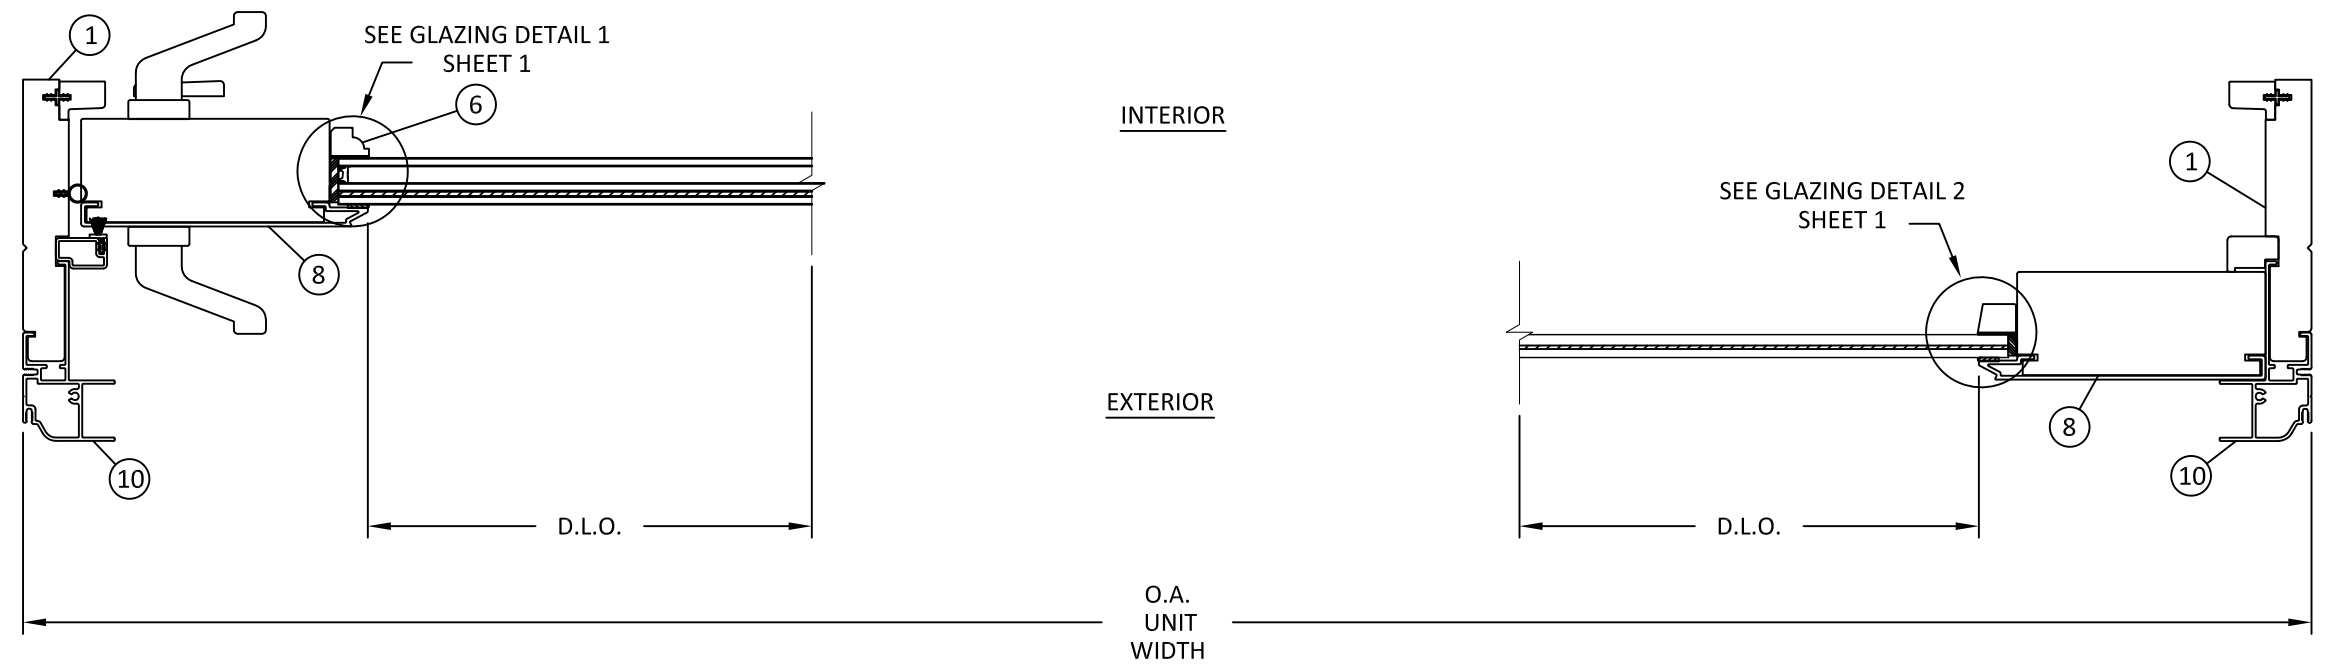 1
SEE GLAZING DETAIL 1
SHEET 1
6
INTERIOR
1
SEE GLAZING DETAIL 2
SHEET 1
8
EXTERIOR
8
10
10
D.L.O.
D.L.O.
O.A.
UNIT
WIDTH